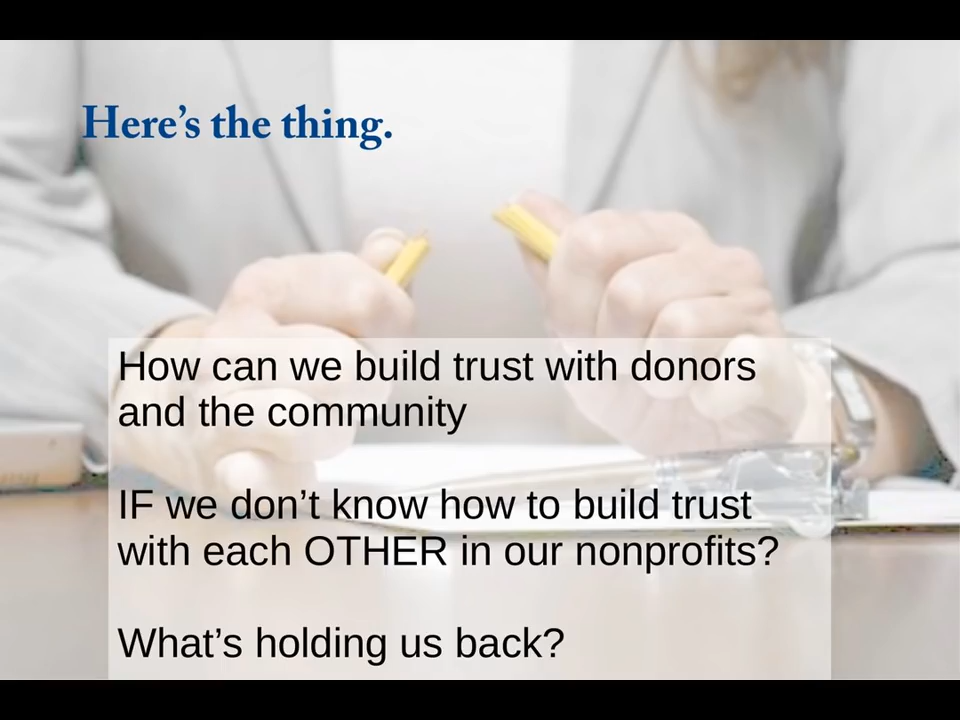 Here’s the thing.
How can we build trust with donors
and the community
IF we don’t know how to build trust
with each OTHER in our nonprofits?
What’s holding us back?